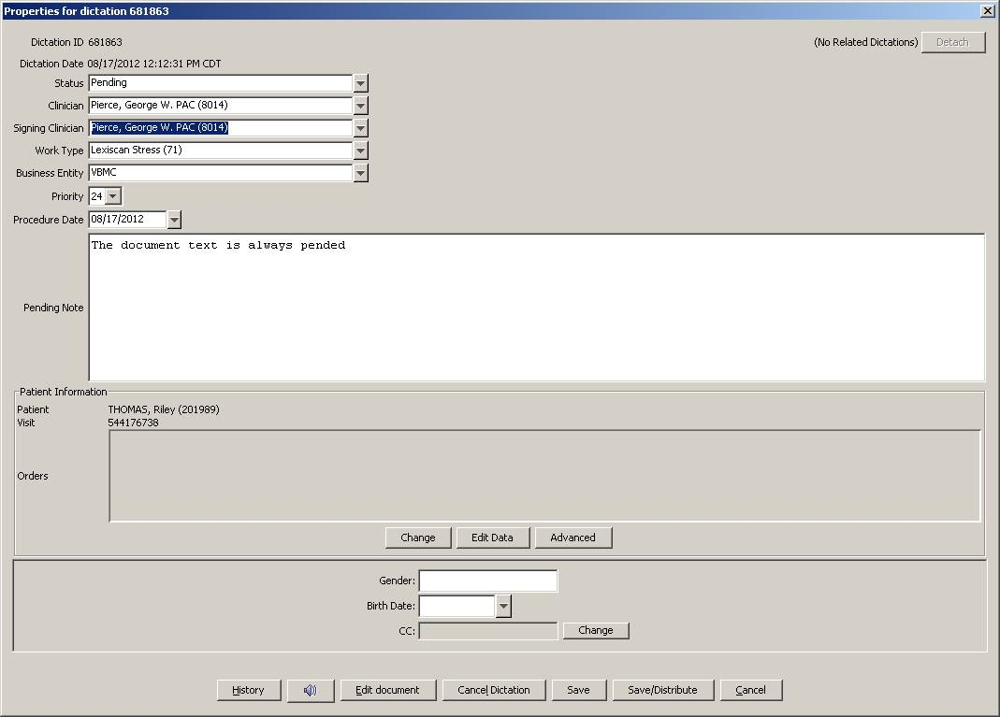 Properties for dictation 681863
Dictation ID 681863 (No Related Dictations) Detach
Dictation Date 08/17/2012 12:12:31 PM CDT
Status Pending
Clinician Pierce, George W. PAC (8014)
Signing Clinician Pierce, George W. PAC (8014)
Work Type Lexiscan Stress (71)
Business Entity VBMC
Priority 24
Procedure Date 08/17/2012
The document text is always pended
Pending Note
Patient Information
Patient THOMAS, Riley (201989)
Visit 544176738
Orders
Change Edit Data Advanced
Gender:
Birth Date:
CC: Change
History Edit document Cancel Dictation Save Save/Distribute Cancel